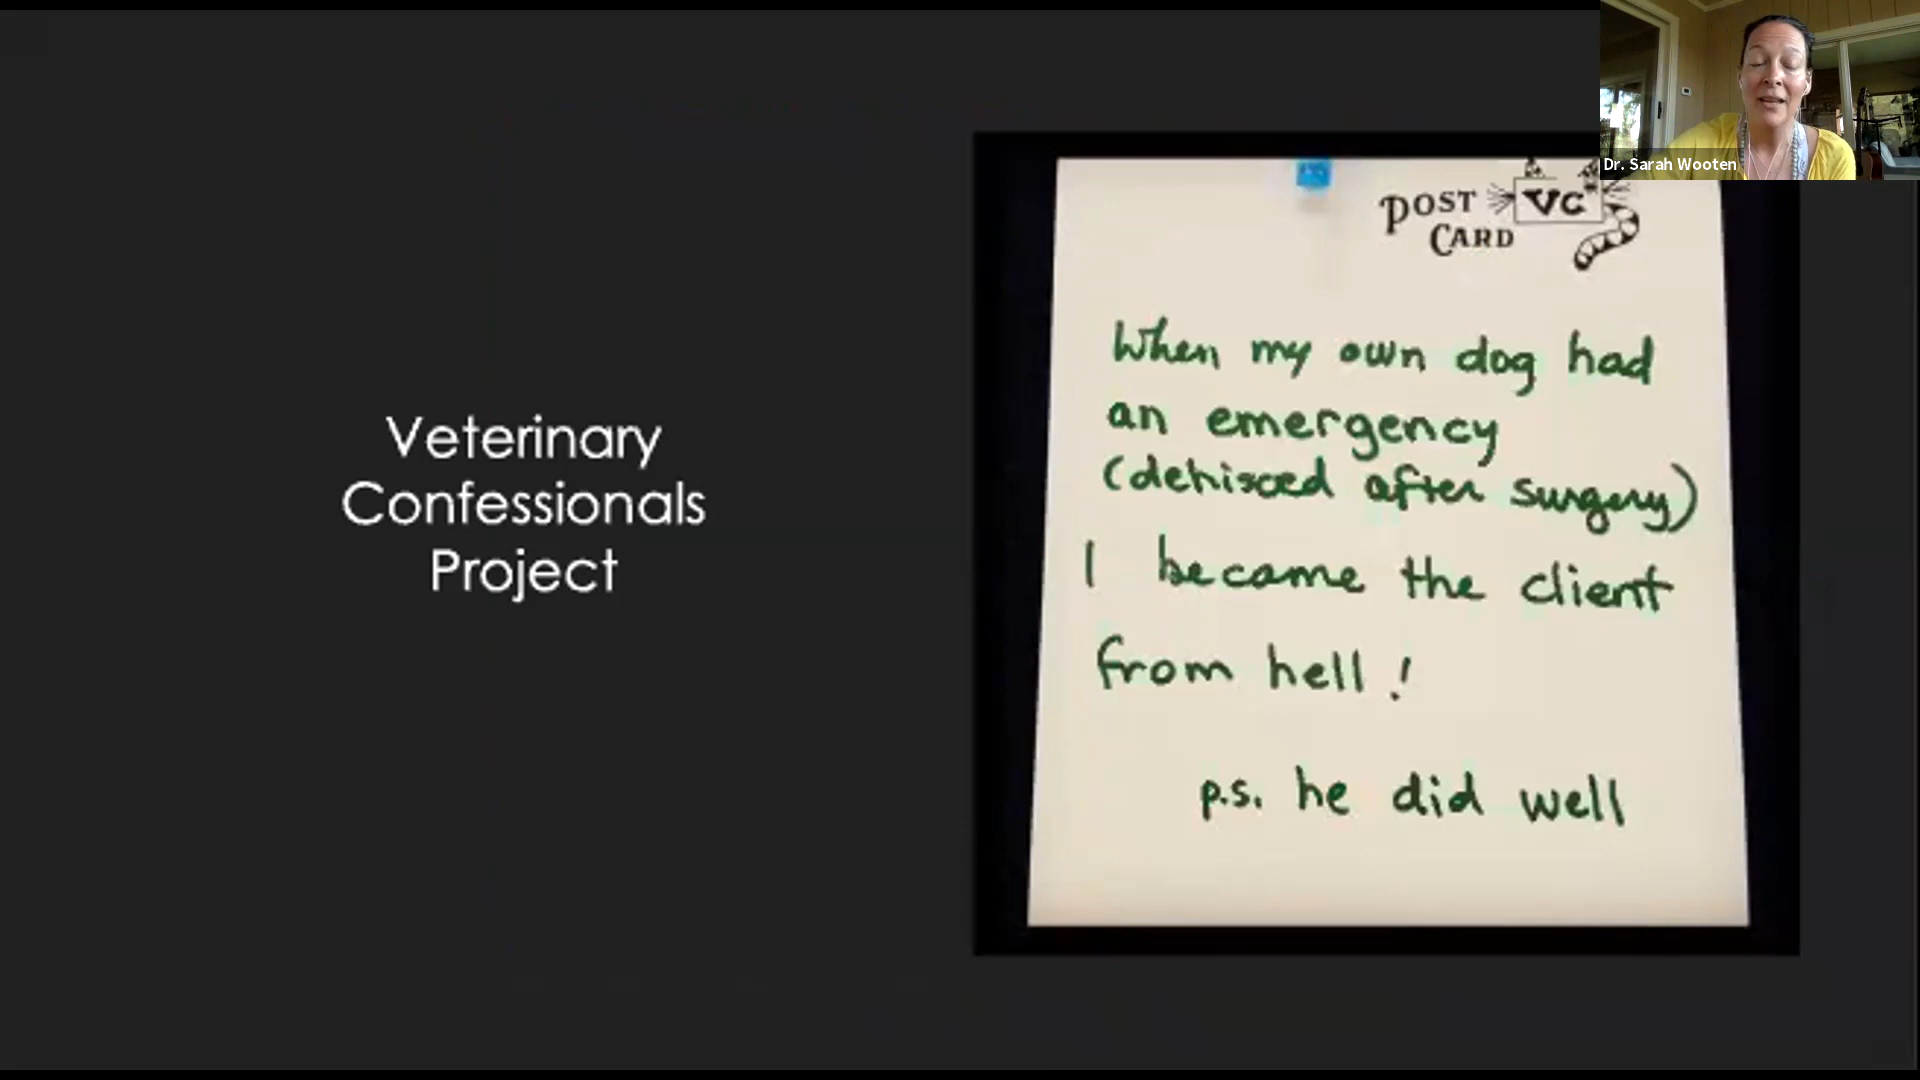 Veterinary
Confessionals
Project
POST
CARD
VC
When my own dog had
an emergency
(dehisced after surgery)
I became the client
from hell!
p.s. he did well
Dr. Sarah Wooten